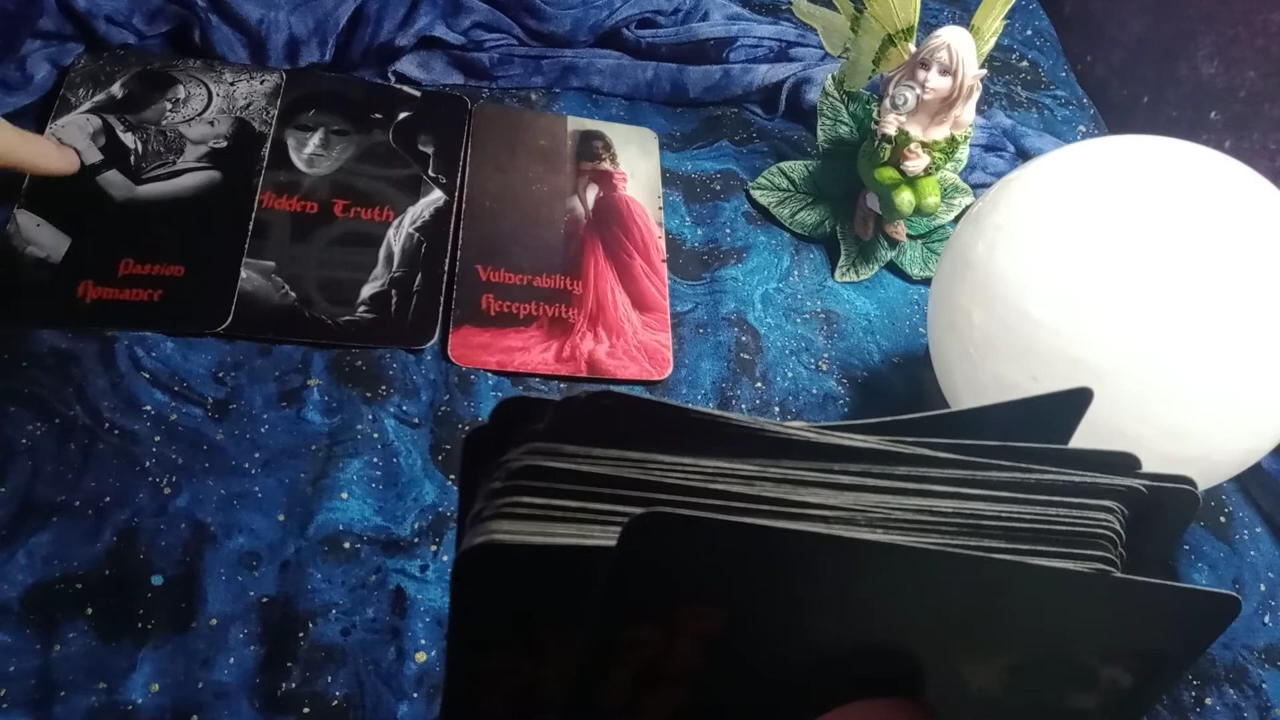 Passion
Romance
Hidden Truth
Vulnerability
Receptivity